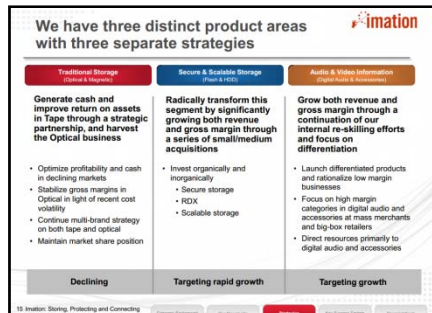 We have three distinct product areas
with three separate strategies
imation
Traditional Storage
(Optical & Magnetic)
Generate cash and
improve return on assets
in Tape through a strategic
partnership, and harvest
the Optical business
• Optimize profitability and cash
in declining markets
• Stabilize gross margins in
Optical in light of recent cost
volatility
• Continue multi-brand strategy
on both tape and optical
• Maintain market share position
Declining
Secure & Scalable Storage
(Flash & HDD)
Radically transform this
segment by significantly
growing both revenue
and gross margin through
a series of small/medium
acquisitions
• Invest organically and
inorganically
• Secure storage
• RDX
• Scalable storage
Targeting rapid growth
Audio & Video Information
(Digital Audio & Accessories)
Grow both revenue and
gross margin through a
continuation of our
internal re-skilling efforts
and focus on
differentiation
• Launch differentiated products
and rationalize low margin
businesses
• Focus on high margin
categories in digital audio and
accessories at mass merchants
and big-box retailers
• Direct resources primarily to
digital audio and accessories
Targeting growth
15 Imation: Storing, Protecting and Connecting